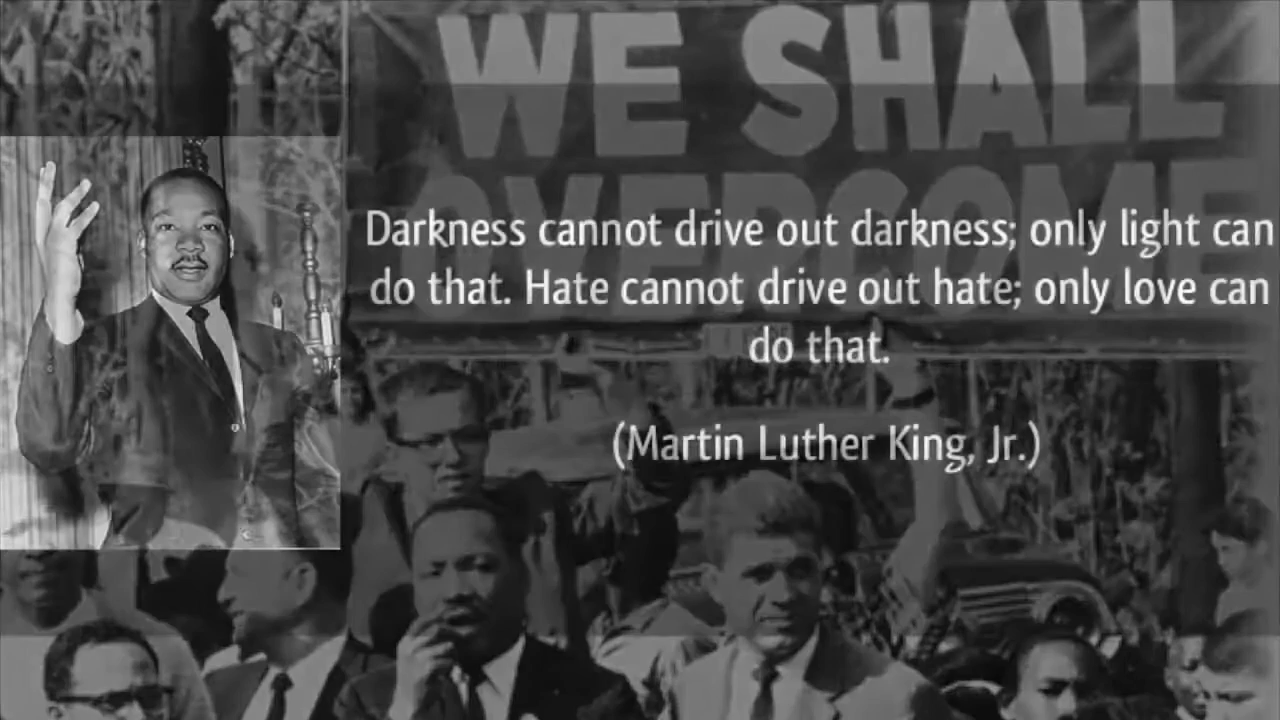 WE SHALL
OVERCOME
Darkness cannot drive out darkness; only light can
do that. Hate cannot drive out hate; only love can
do that.
(Martin Luther King, Jr.)